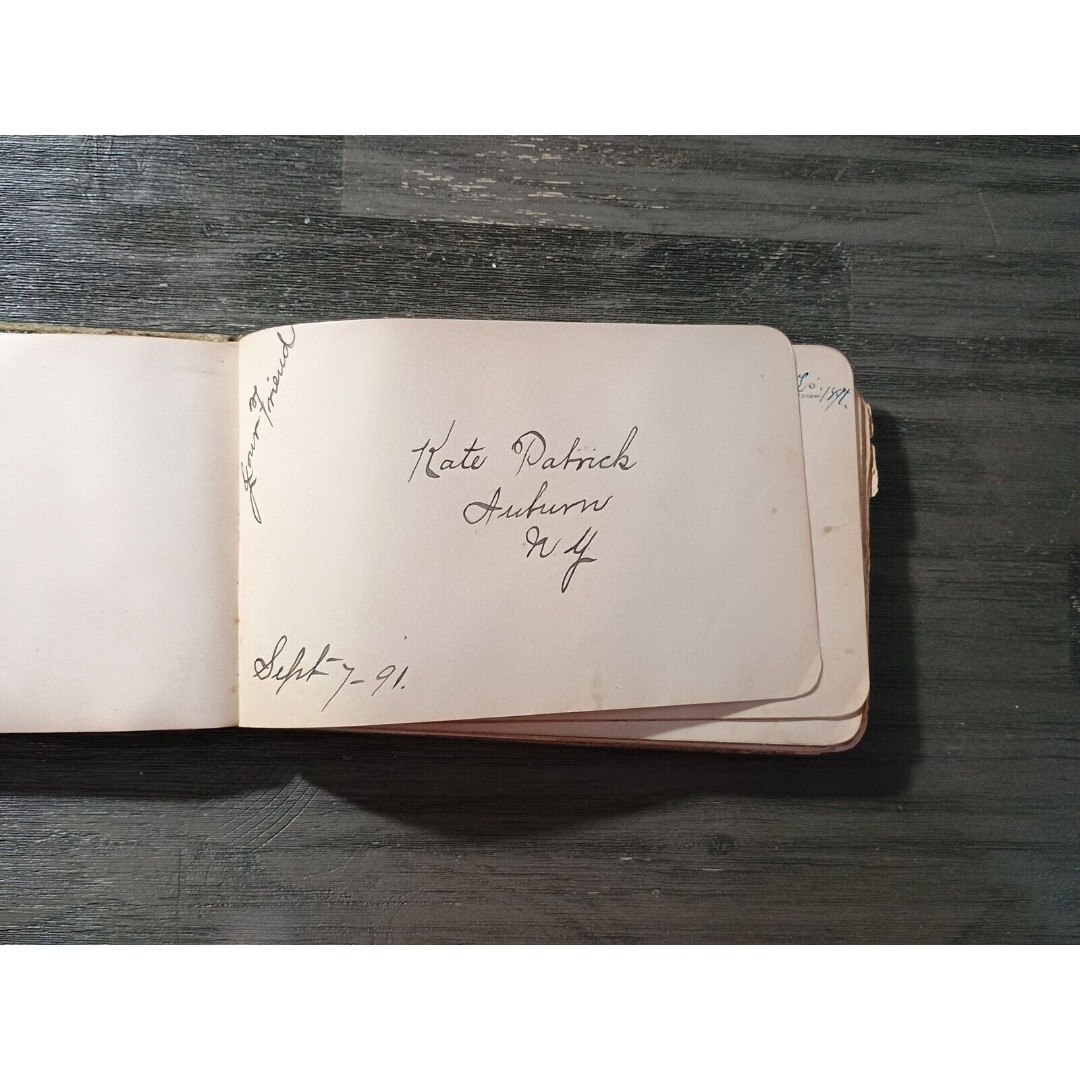 Your Friend
Kate Patrick
Auburn
N Y
Sept 7-91.